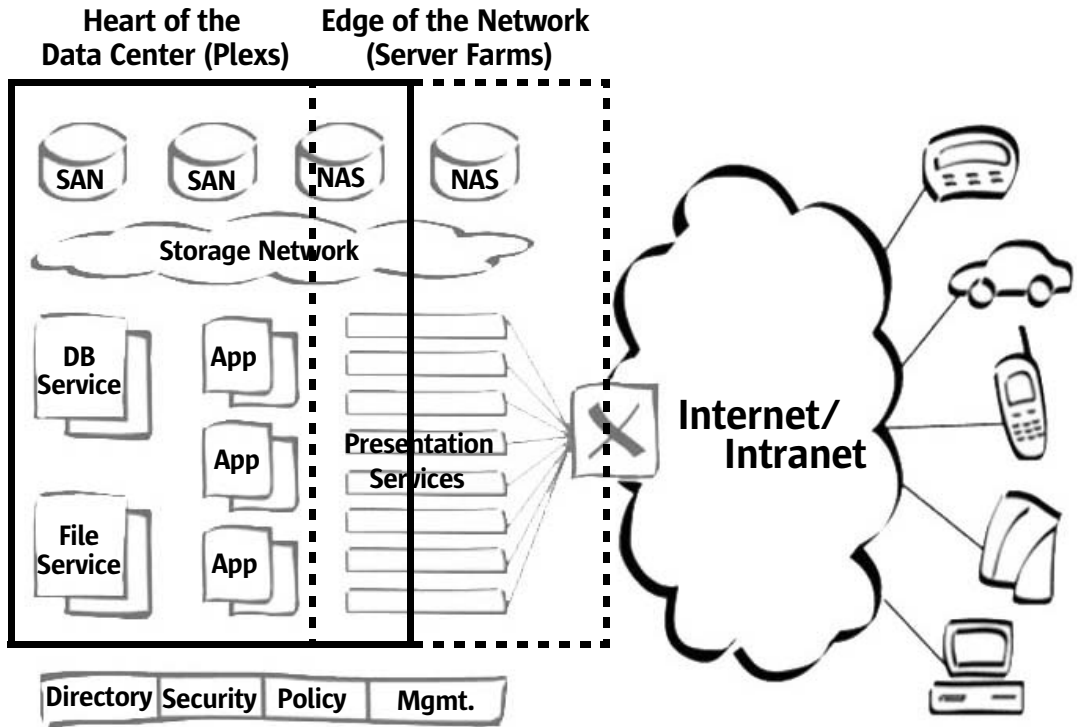 Heart of the
Data Center (Plexs)
Edge of the Network
(Server Farms)
SAN
SAN
NAS
NAS
Storage Network
DB
Service
App
App
File
Service
App
Presentation
Services
Internet/
Intranet
Directory
Security
Policy
Mgmt.